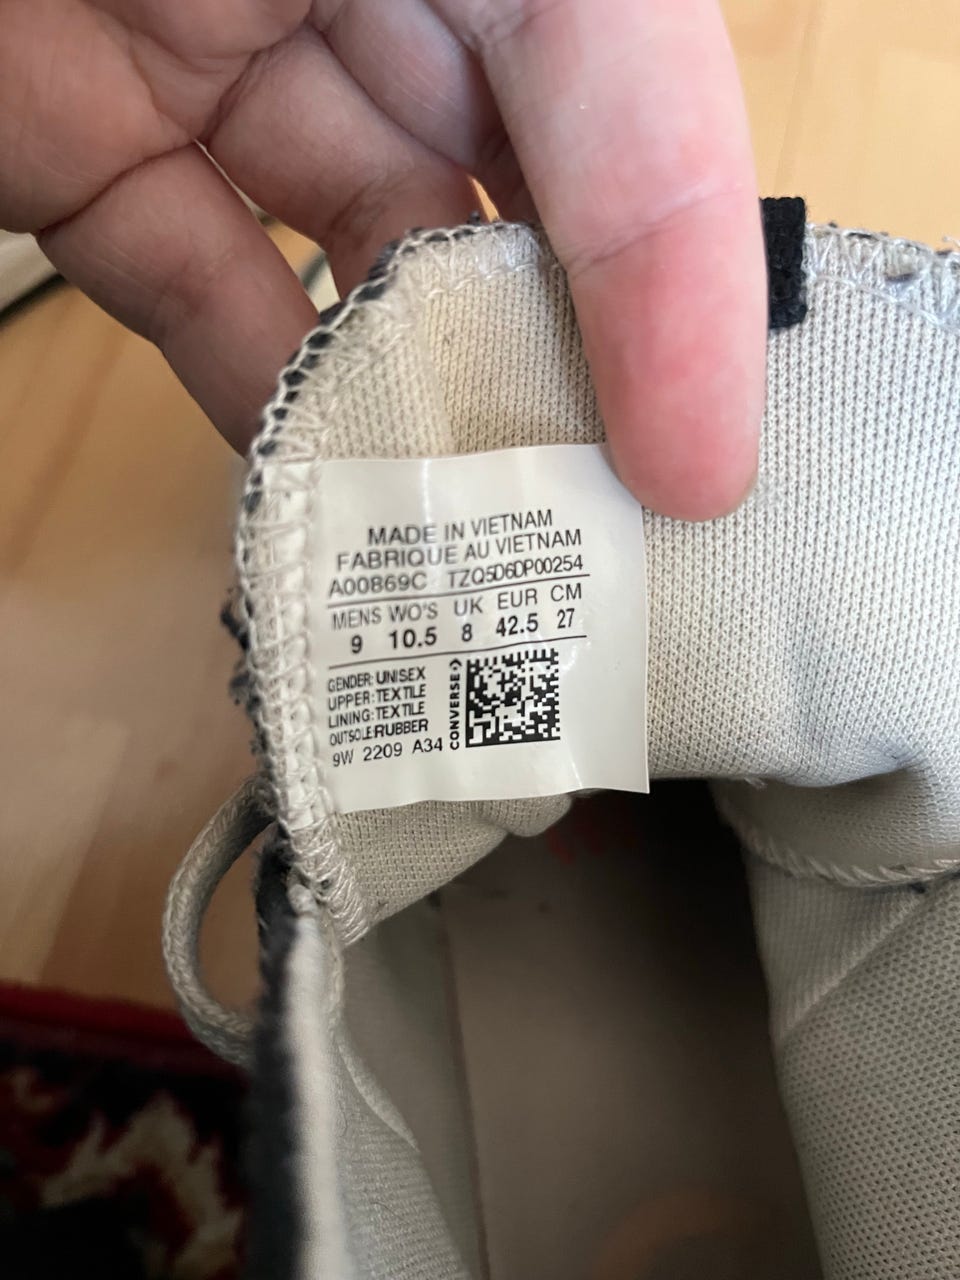 MADE IN VIETNAM
FABRIQUE AU VIETNAM
A00869C TZQ5D6DP00254
MENS WO'S UK EUR CM
9 10.5 8 42.5 27
GENDER: UNISEX
UPPER: TEXTILE
LINING: TEXTILE
OUTSOLE: RUBBER
9W 2209 A34
CONVERSE